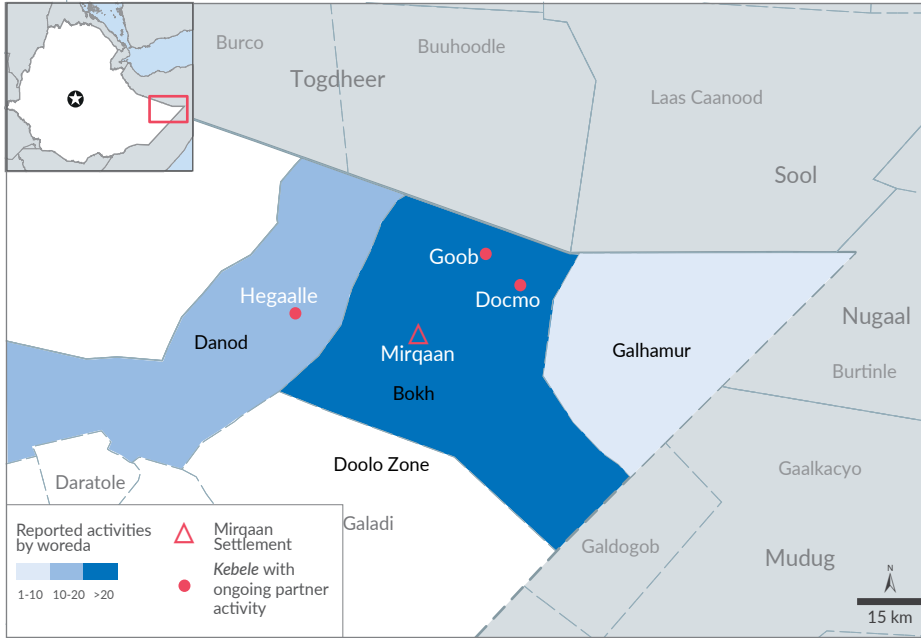 Burco
Buuhoodle
Togdheer
Laas Caanood
Sool
Goob
Hegaalle
Docmo
Nugaal
Danod
Mirqaan
Galhamur
Burtinle
Bokh
Doolo Zone
Gaalkacyo
Daratole
Galadi
Galdogob
Mudug
Reported activities
by woreda
1-10 10-20 >20
Mirqaan
Settlement
Kebele with
ongoing partner
activity
N
15 km